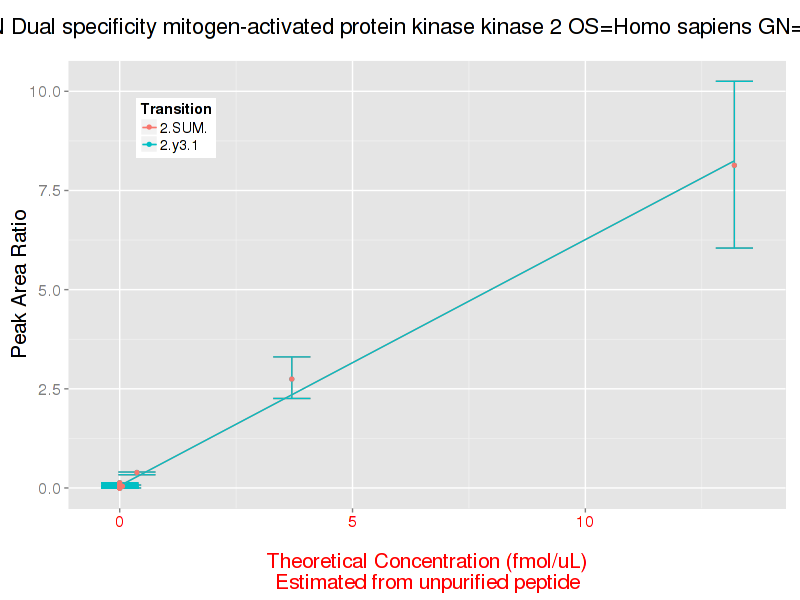 Dual specificity mitogen-activated protein kinase kinase 2 OS=Homo sapiens GN=
10.0
7.5
5.0
2.5
0.0
Peak Area Ratio
Transition
2.SUM.
2.y3.1
0 5 10
Theoretical Concentration (fmol/uL)
Estimated from unpurified peptide